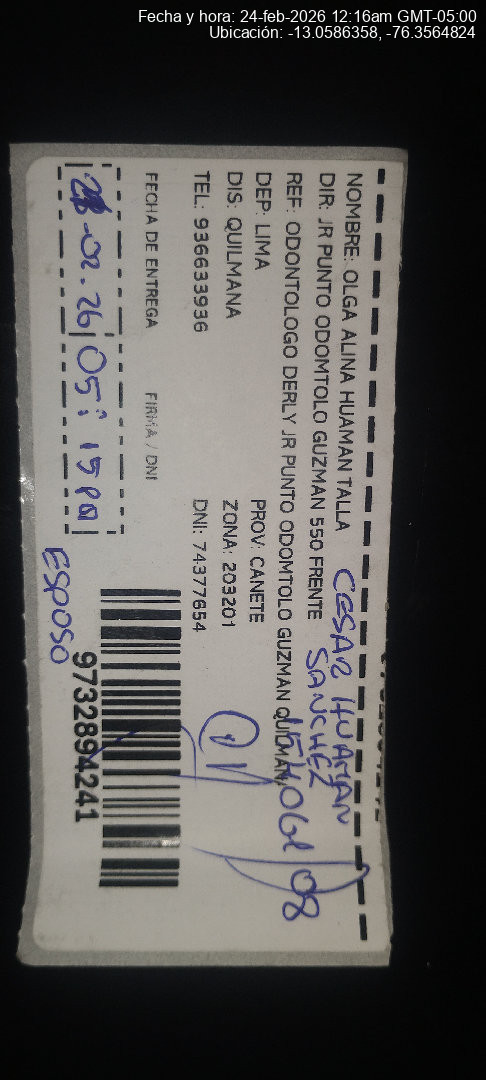 Fecha y hora: 24-feb-2026 12:16am GMT-05:00
Ubicación: -13.0586358, -76.3564824
NOMBRE: OLGA ALINA HUAMAN TALLA
DIR: JR PUNTO ODOMTOLO GUZMAN 550 FRENTE
REF: ODONTOLOGO DERLY JR PUNTO ODOMTOLO GUZMAN QUILMANA
DEP: LIMA PROV: CANETE
DIS: QUILMANA ZONA: 203201
TEL: 936633936 DNI: 74377654
FECHA DE ENTREGA FIRMA / DNI
CESAR HUAMAN
SANCHEZ
-02.26 05:15 PM
ESPOSO
9732894241